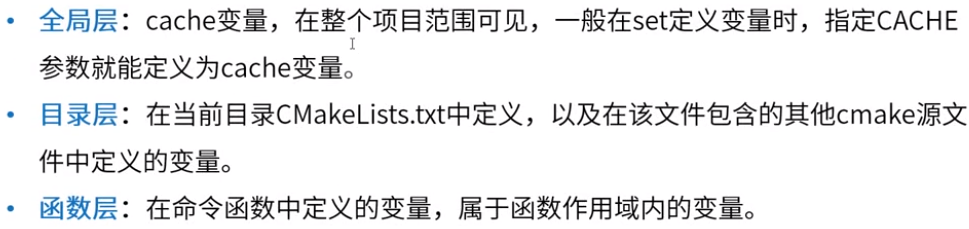 • 全局层：cache变量，在整个项目范围可见，一般在set定义变量时，指定CACHE
参数就能定义为cache变量。
• 目录层：在当前目录CMakeLists.txt中定义，以及在该文件包含的其他cmake源文
件中定义的变量。
• 函数层：在命令函数中定义的变量，属于函数作用域内的变量。